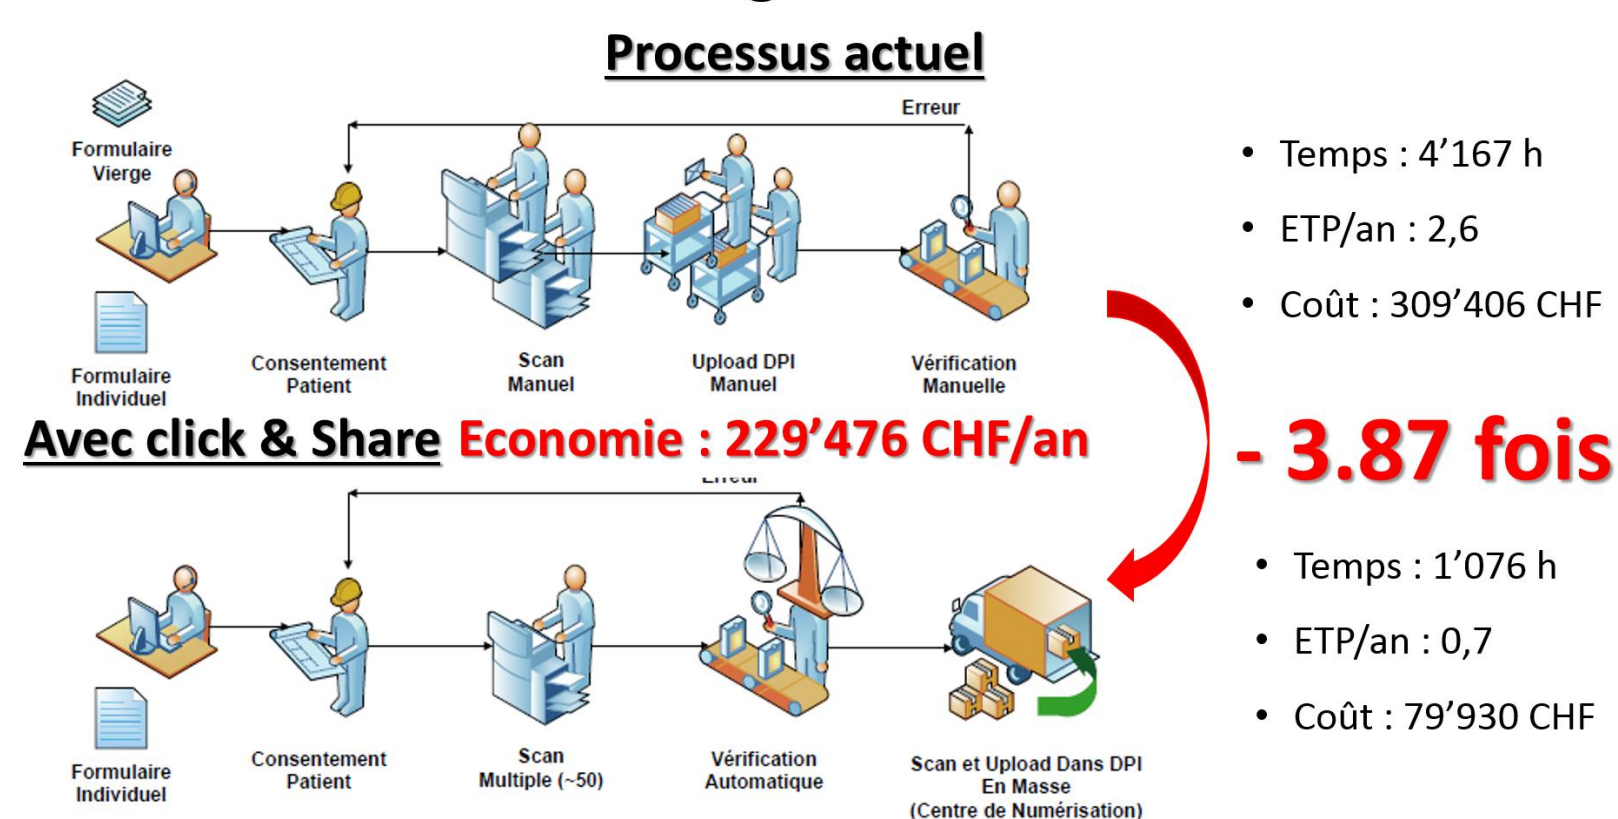 Processus actuel
Erreur
Formulaire
Vierge
Formulaire
Individuel
Consentement
Patient
Scan
Manuel
Upload DPI
Manuel
Vérification
Manuelle
• Temps : 4’167 h
• ETP/an : 2,6
• Coût : 309’406 CHF
Avec click & Share Economie : 229’476 CHF/an
- 3.87 fois
Erreur
Formulaire
Individuel
Consentement
Patient
Scan
Multiple (~50)
Vérification
Automatique
Scan et Upload Dans DPI
En Masse
(Centre de Numérisation)
• Temps : 1’076 h
• ETP/an : 0,7
• Coût : 79’930 CHF